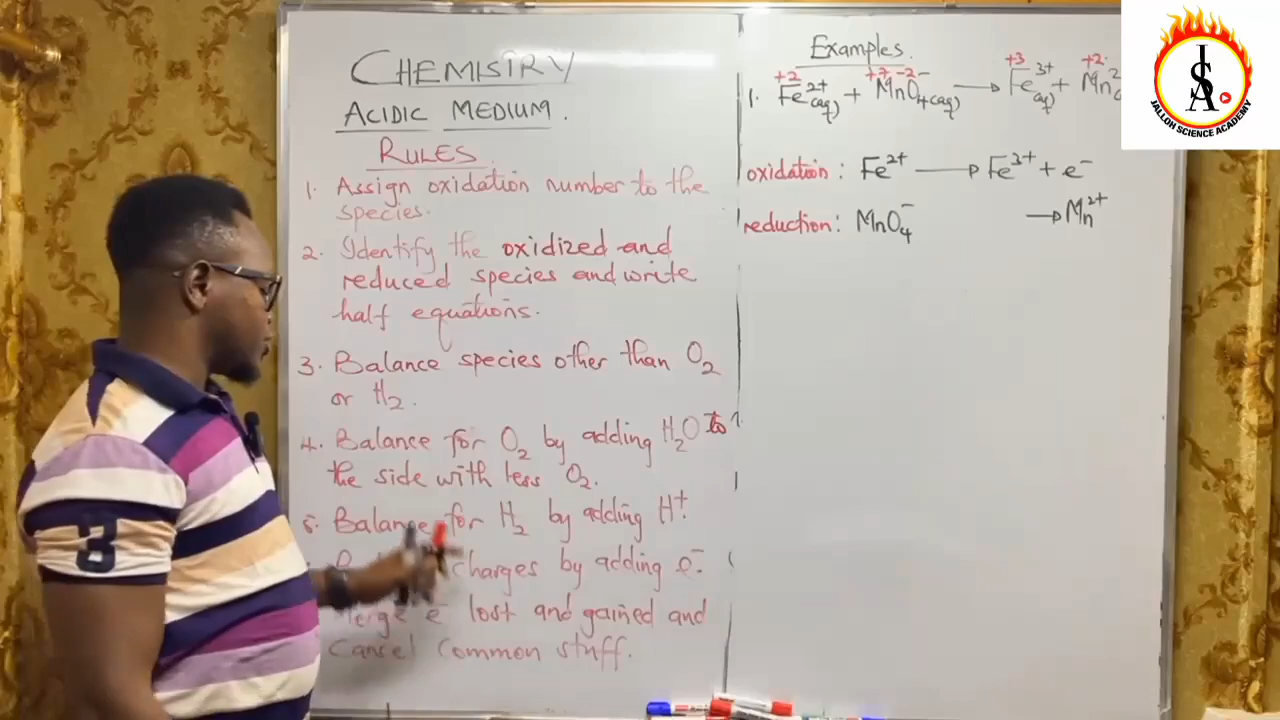 CHEMISTRY
ACIDIC MEDIUM.
RULES.
1. Assign oxidation number to the
species.
2. Identify the oxidized and
reduced species and write
half equations.
3. Balance species other than O₂
or H₂.
4. Balance for O₂ by adding H₂O to
the side with less O₂.
5. Balance for H₂ by adding H⁺.
charges by adding e⁻.
Merge e⁻ lost and gained and
Cancel common stuff.
Examples.
+2 +7 -2 +3 +2
1. Fe²⁺(aq) + MnO₄⁻(aq) → Fe³⁺(aq) + Mn²
oxidation: Fe²⁺ → Fe³⁺ + e⁻
reduction: MnO₄⁻ → Mn²⁺
JSA
JALLOH SCIENCE ACADEMY
3